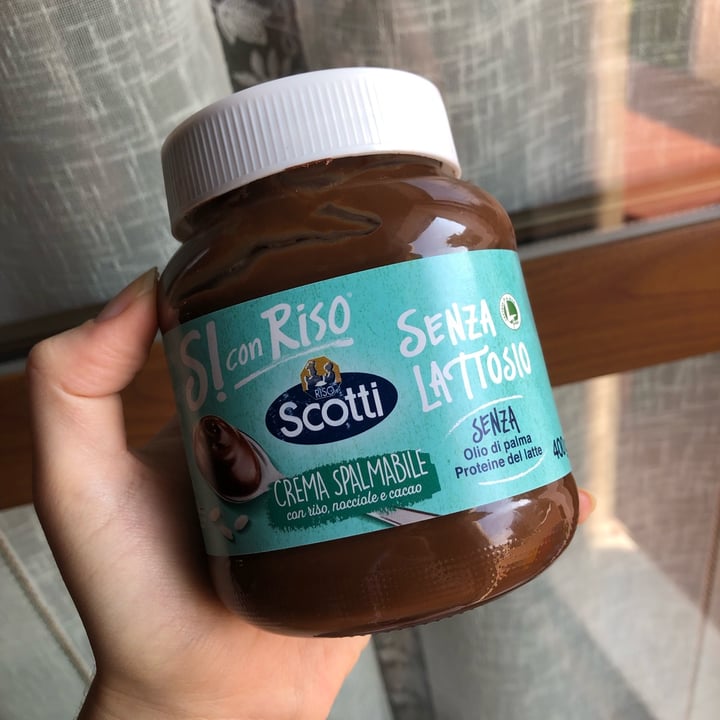 Sì con Riso
RISO
Scotti
CREMA SPALMABILE
con riso, nocciole e cacao
SENZA
LATTOSIO
SENZA
Olio di palma
Proteine del latte